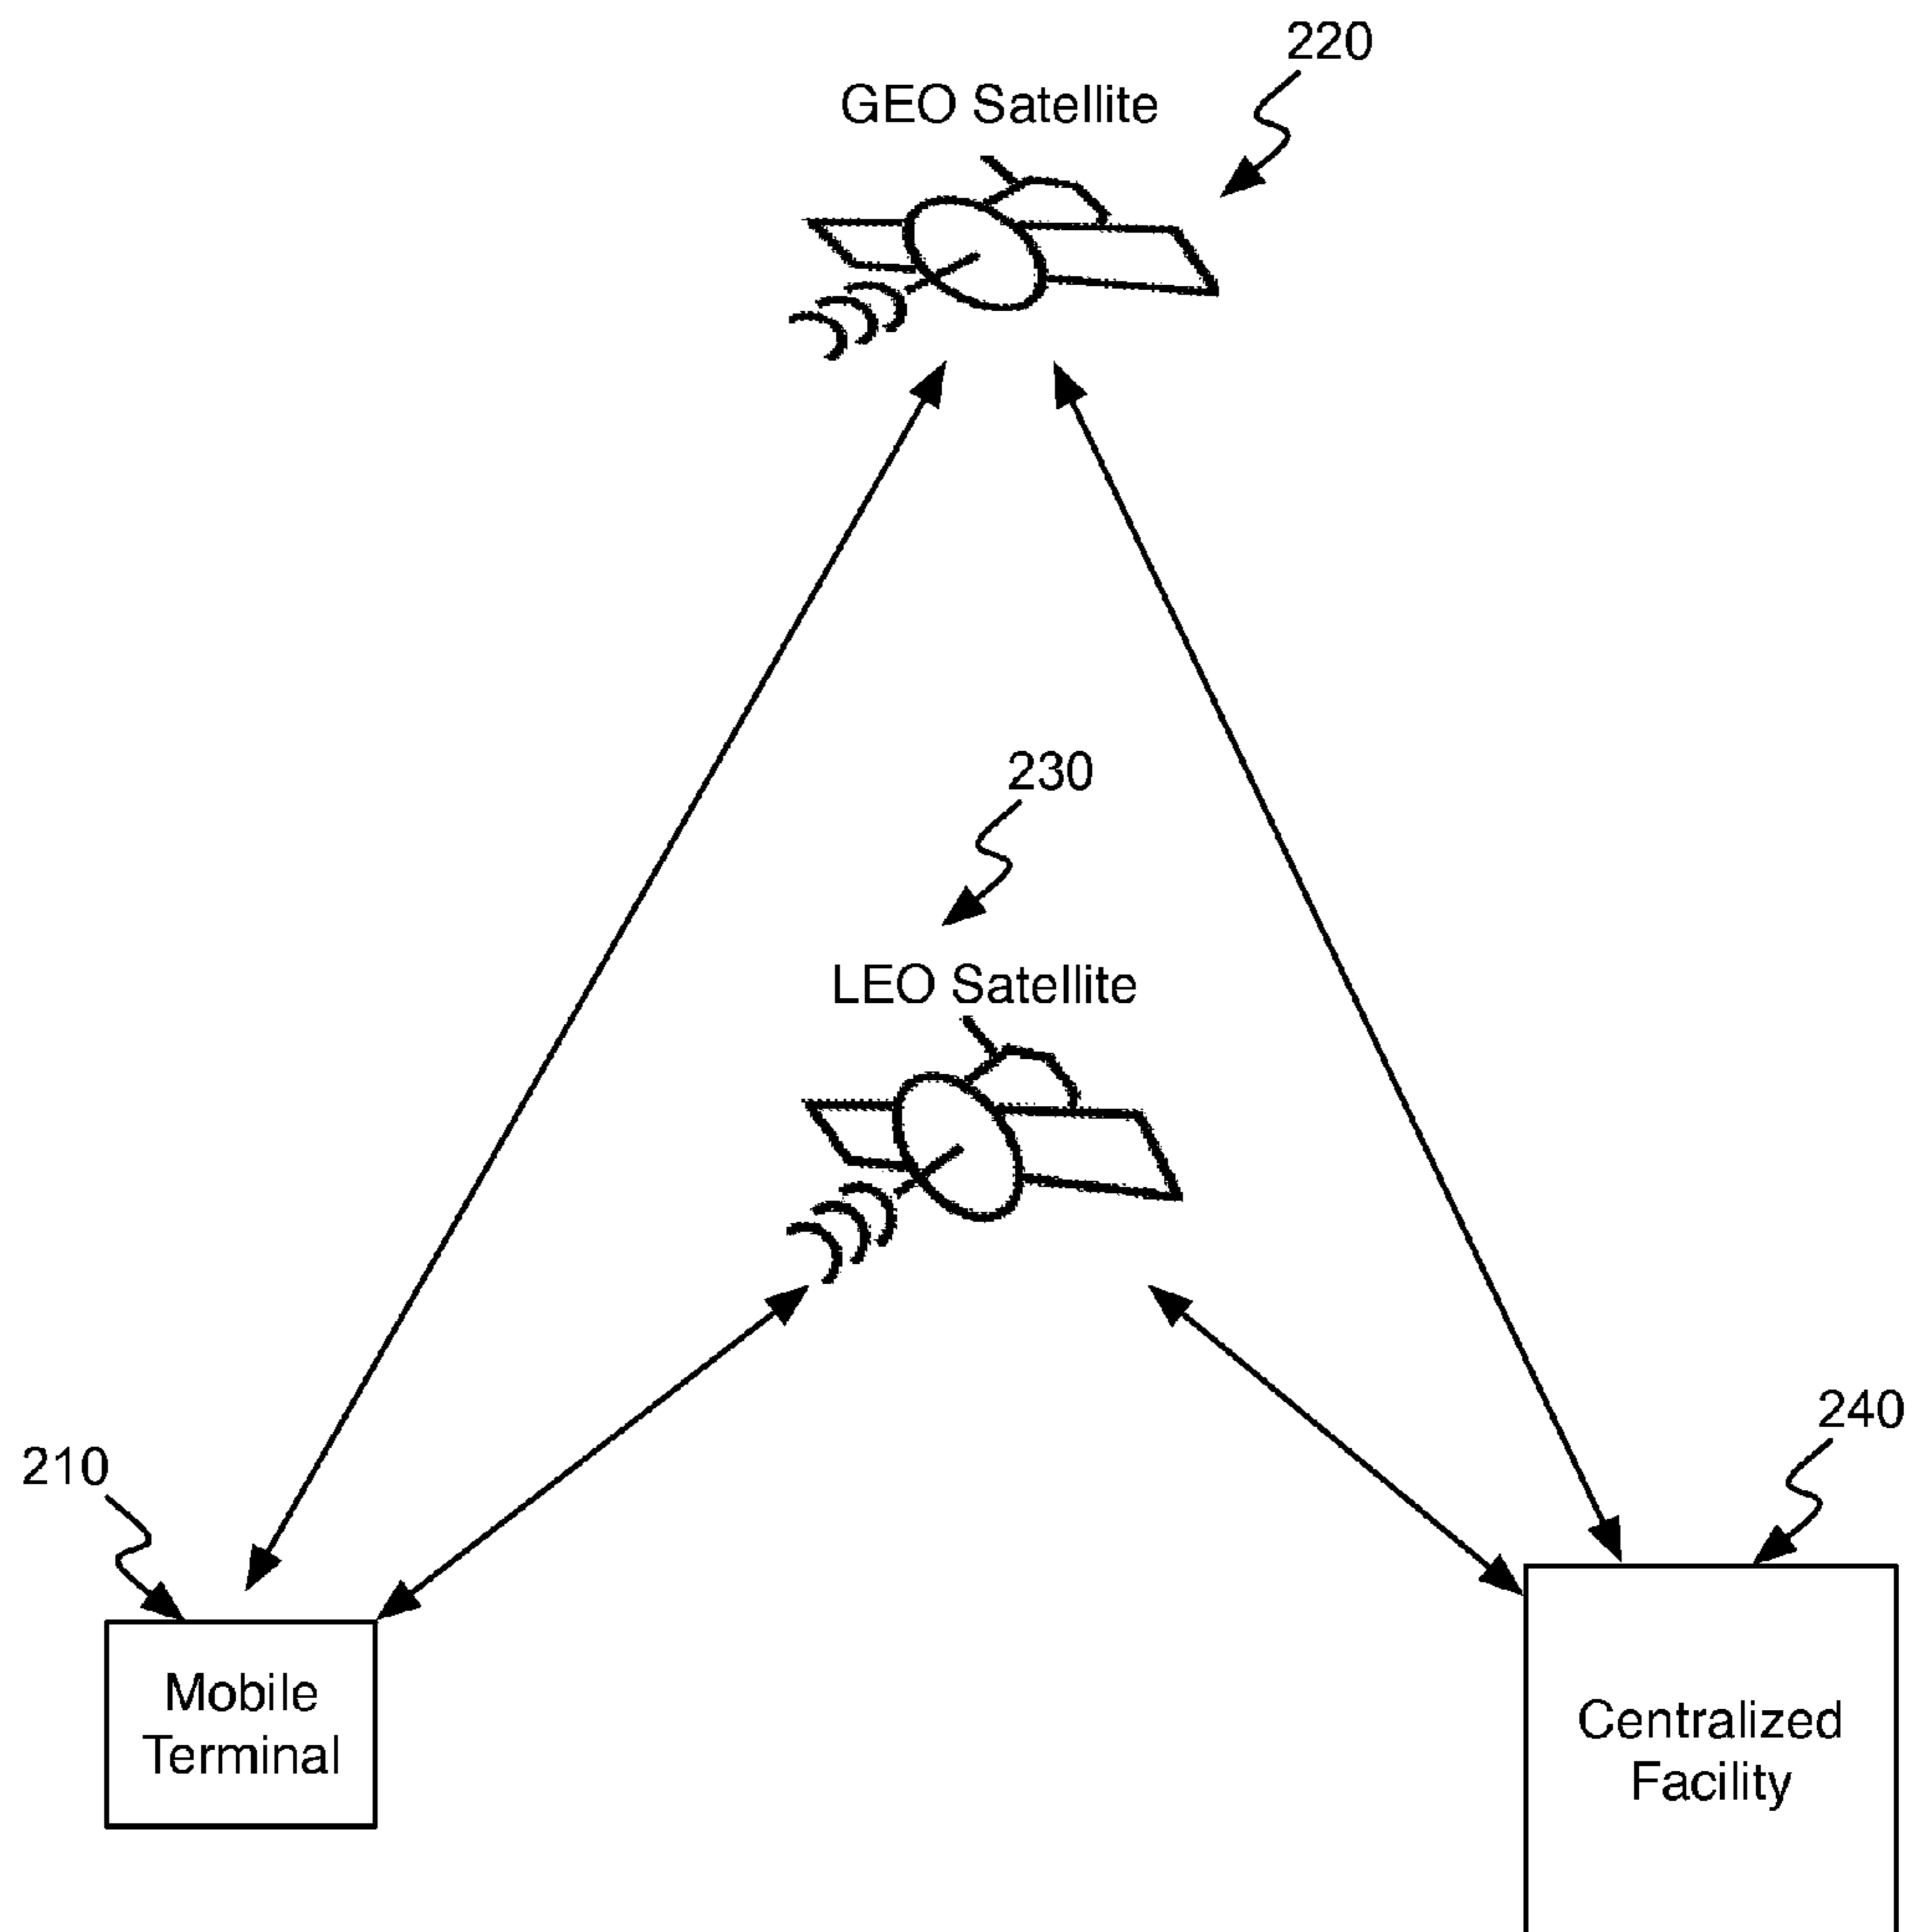 220
GEO Satellite
230
LEO Satellite
240
210
Mobile
Terminal
Centralized
Facility